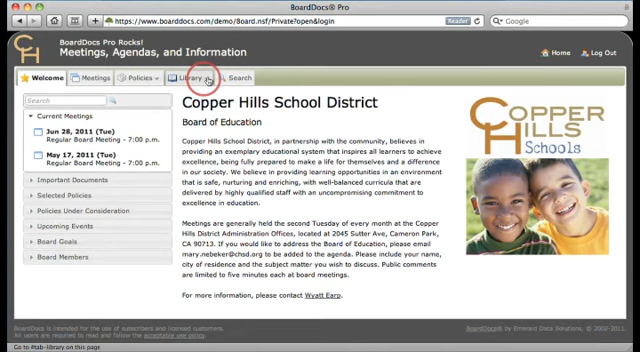 BoardDocs® Pro
https://www.boarddocs.com/demo/Board.nsf/Private?open&login
Reader
Google
CH
BoardDocs Pro Rocks!
Meetings, Agendas, and Information
Home
Log Out
Welcome
Meetings
Policies
Library
Search
Search
Current Meetings
Jun 28, 2011 (Tue)
Regular Board Meeting - 7:00 p.m.
May 17, 2011 (Tue)
Regular Board Meeting - 7:00 p.m.
Important Documents
Selected Policies
Policies Under Consideration
Upcoming Events
Board Goals
Board Members
Copper Hills School District
Board of Education
Copper Hills School District, in partnership with the community, believes in
providing an exemplary educational system that inspires all learners to achieve
excellence, being fully prepared to make a life for themselves and a difference
in our society. We believe in providing learning opportunities in an environment
that is safe, nurturing and enriching, with well-balanced curricula that are
delivered by highly qualified staff with an uncompromising commitment to
excellence in education.
Meetings are generally held the second Tuesday of every month at the Copper
Hills District Administration Offices, located at 2045 Sutter Ave, Cameron Park,
CA 90713. If you would like to address the Board of Education, please email
mary.nebeker@chsd.org to be added to the agenda. Please include your name,
city of residence and the subject matter you wish to discuss. Public comments
are limited to five minutes each at board meetings.
For more information, please contact Wyatt Earp.
COPPER
HILLS
Schools
BoardDocs is intended for the use of subscribers and licensed customers.
All users are required to read and follow the acceptable use policy.
BoardDocs® by Emerald Data Solutions, © 2002-2011.
Go to #tab-library on this page